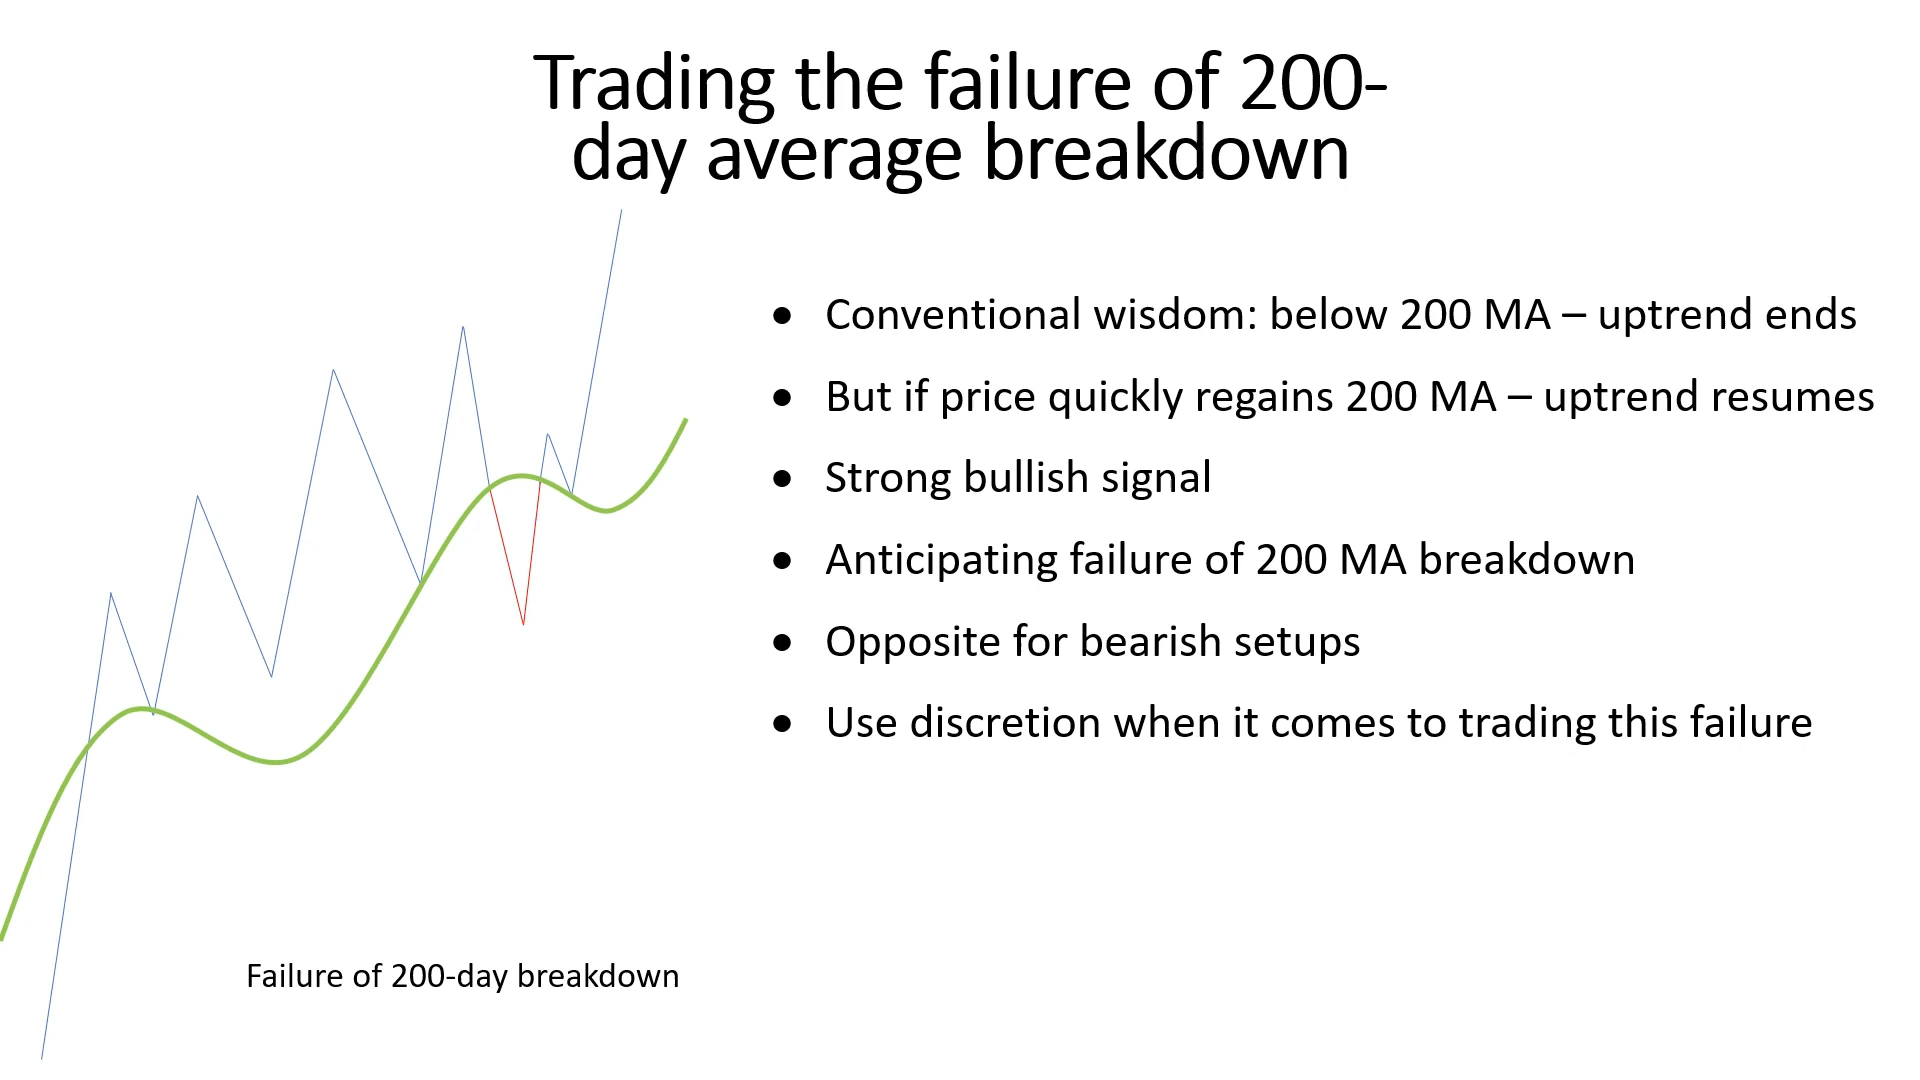 Trading the failure of 200-
day average breakdown
● Conventional wisdom: below 200 MA – uptrend ends
● But if price quickly regains 200 MA – uptrend resumes
● Strong bullish signal
● Anticipating failure of 200 MA breakdown
● Opposite for bearish setups
● Use discretion when it comes to trading this failure
Failure of 200-day breakdown